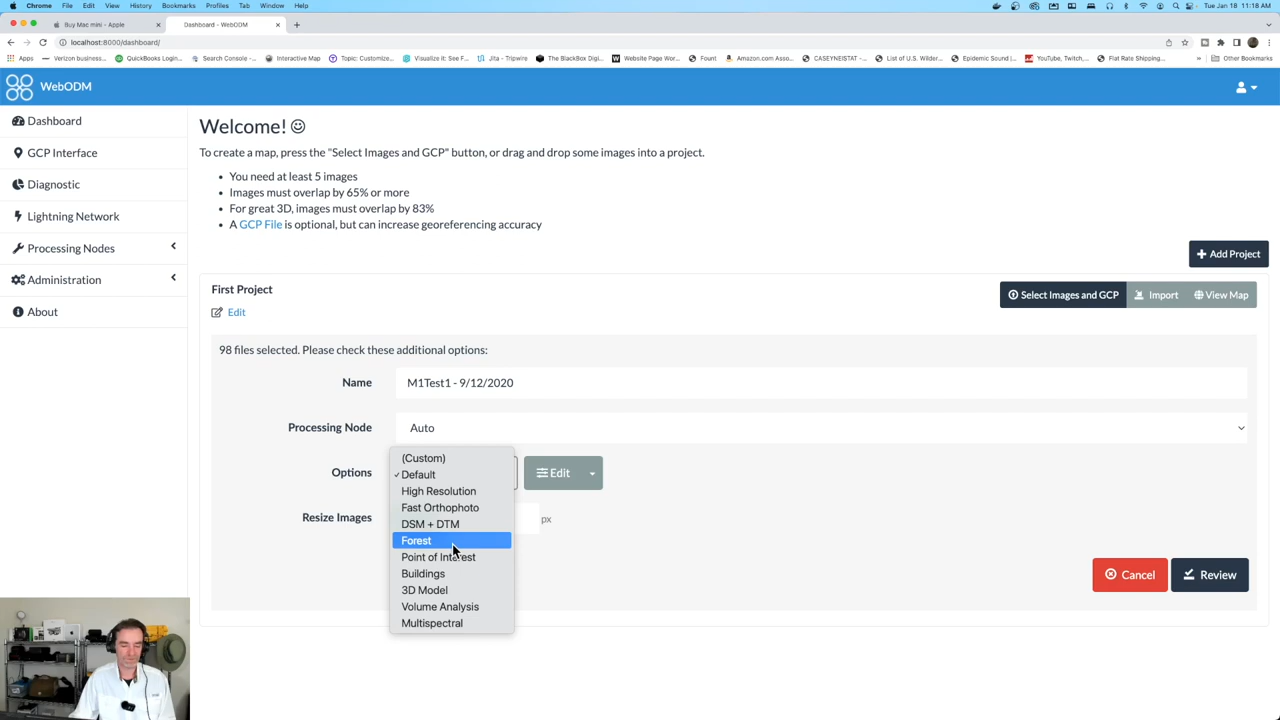 Chrome File Edit View History Bookmarks Profiles Tab Window Help Tue Jan 18 11:18 AM
Buy Mac mini - Apple Dashboard - WebODM
localhost:8000/dashboard/
Apps Verizon business... QuickBooks Login... Search Console -... Interactive Map Topic: Customize... Visualize it: See F... Jita - Tripwire The BlackBox Digi... Website Page Wor... Fount Amazon.com Asso... CASEYNEISTAT -... List of U.S. Wilder... Epidemic Sound |... YouTube, Twitch,... Flat Rate Shipping... » Other Bookmarks
WebODM
Dashboard
GCP Interface
Diagnostic
Lightning Network
Processing Nodes
Administration
About
Welcome!
To create a map, press the "Select Images and GCP" button, or drag and drop some images into a project.
• You need at least 5 images
• Images must overlap by 65% or more
• For great 3D, images must overlap by 83%
• A GCP File is optional, but can increase georeferencing accuracy
Add Project
First Project
Select Images and GCP Import View Map
Edit
98 files selected. Please check these additional options:
Name M1Test1 - 9/12/2020
Processing Node Auto
Options Edit
(Custom)
✓ Default
High Resolution
Fast Orthophoto
DSM + DTM
Forest
Point of Interest
Buildings
3D Model
Volume Analysis
Multispectral
Resize Images px
Cancel Review